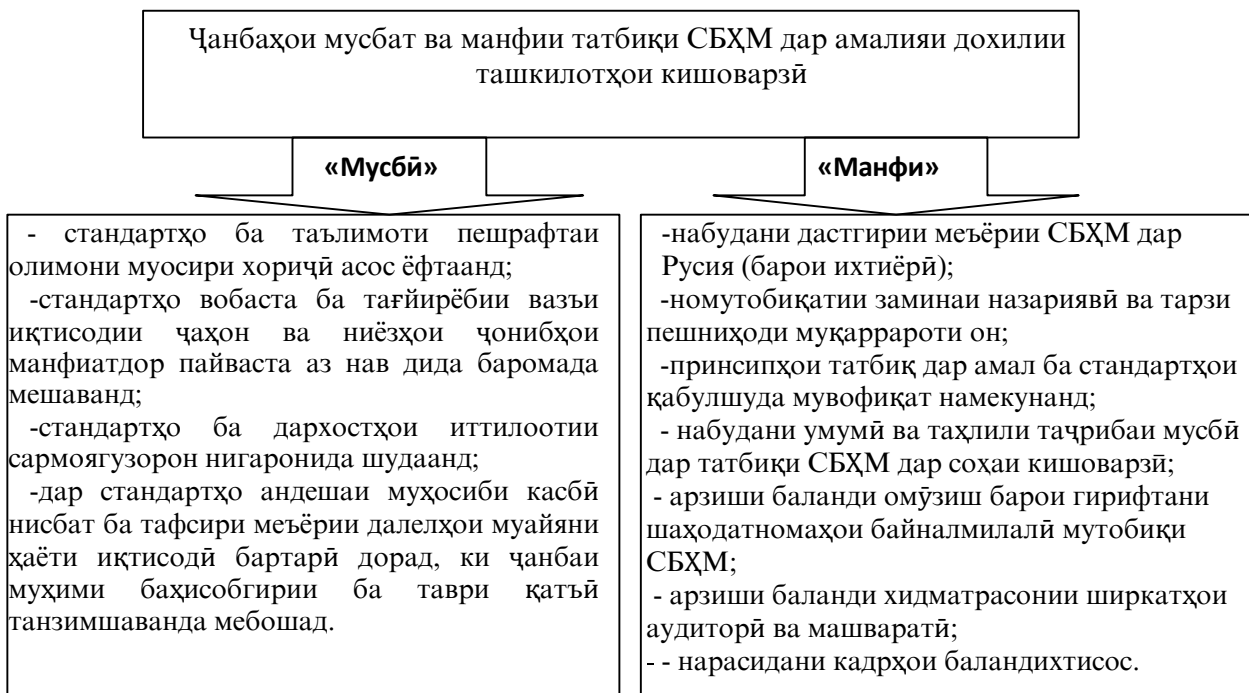 Ҷанбаҳои мусбат ва манфии татбиқи СБҲМ дар амалияи дохилии
ташкилотҳои кишоварзӣ
«Мусбӣ»
- стандартҳо ба таълимоти пешрафтаи
олимони муосири хориҷӣ асос ёфтаанд;
-стандартҳо вобаста ба тағйирёбии вазъи
иқтисодии ҷаҳон ва ниёзҳои ҷонибҳои
манфиатдор пайваста аз нав дида баромада
мешаванд;
-стандартҳо ба дархостҳои иттилоотии
сармоягузорон нигаронида шудаанд;
-дар стандартҳо андешаи муҳосиби касбӣ
нисбат ба тафсири меъёрии далелҳои муайяни
ҳаёти иқтисодӣ бартарӣ дорад, ки ҷанбаи
муҳими баҳисобгирии ба таври қатъӣ
танзимшаванда мебошад.
«Манфи»
-набудани дастгирии меъёрии СБҲМ дар
Русия (барои ихтиёрӣ);
-номутобиқатии заминаи назариявӣ ва тарзи
пешниҳоди муқаррароти он;
-принсипҳои татбиқ дар амал ба стандартҳои
қабулшуда мувофиқат намекунанд;
- набудани умумӣ ва таҳлили таҷрибаи мусбӣ
дар татбиқи СБҲМ дар соҳаи кишоварзӣ;
- арзиши баланди омӯзиш барои гирифтани
шаҳодатномаҳои байналмилалӣ мутобиқи
СБҲМ;
- арзиши баланди хидматрасонии ширкатҳои
аудиторӣ ва машваратӣ;
- - нарасидани кадрҳои баландихтисос.